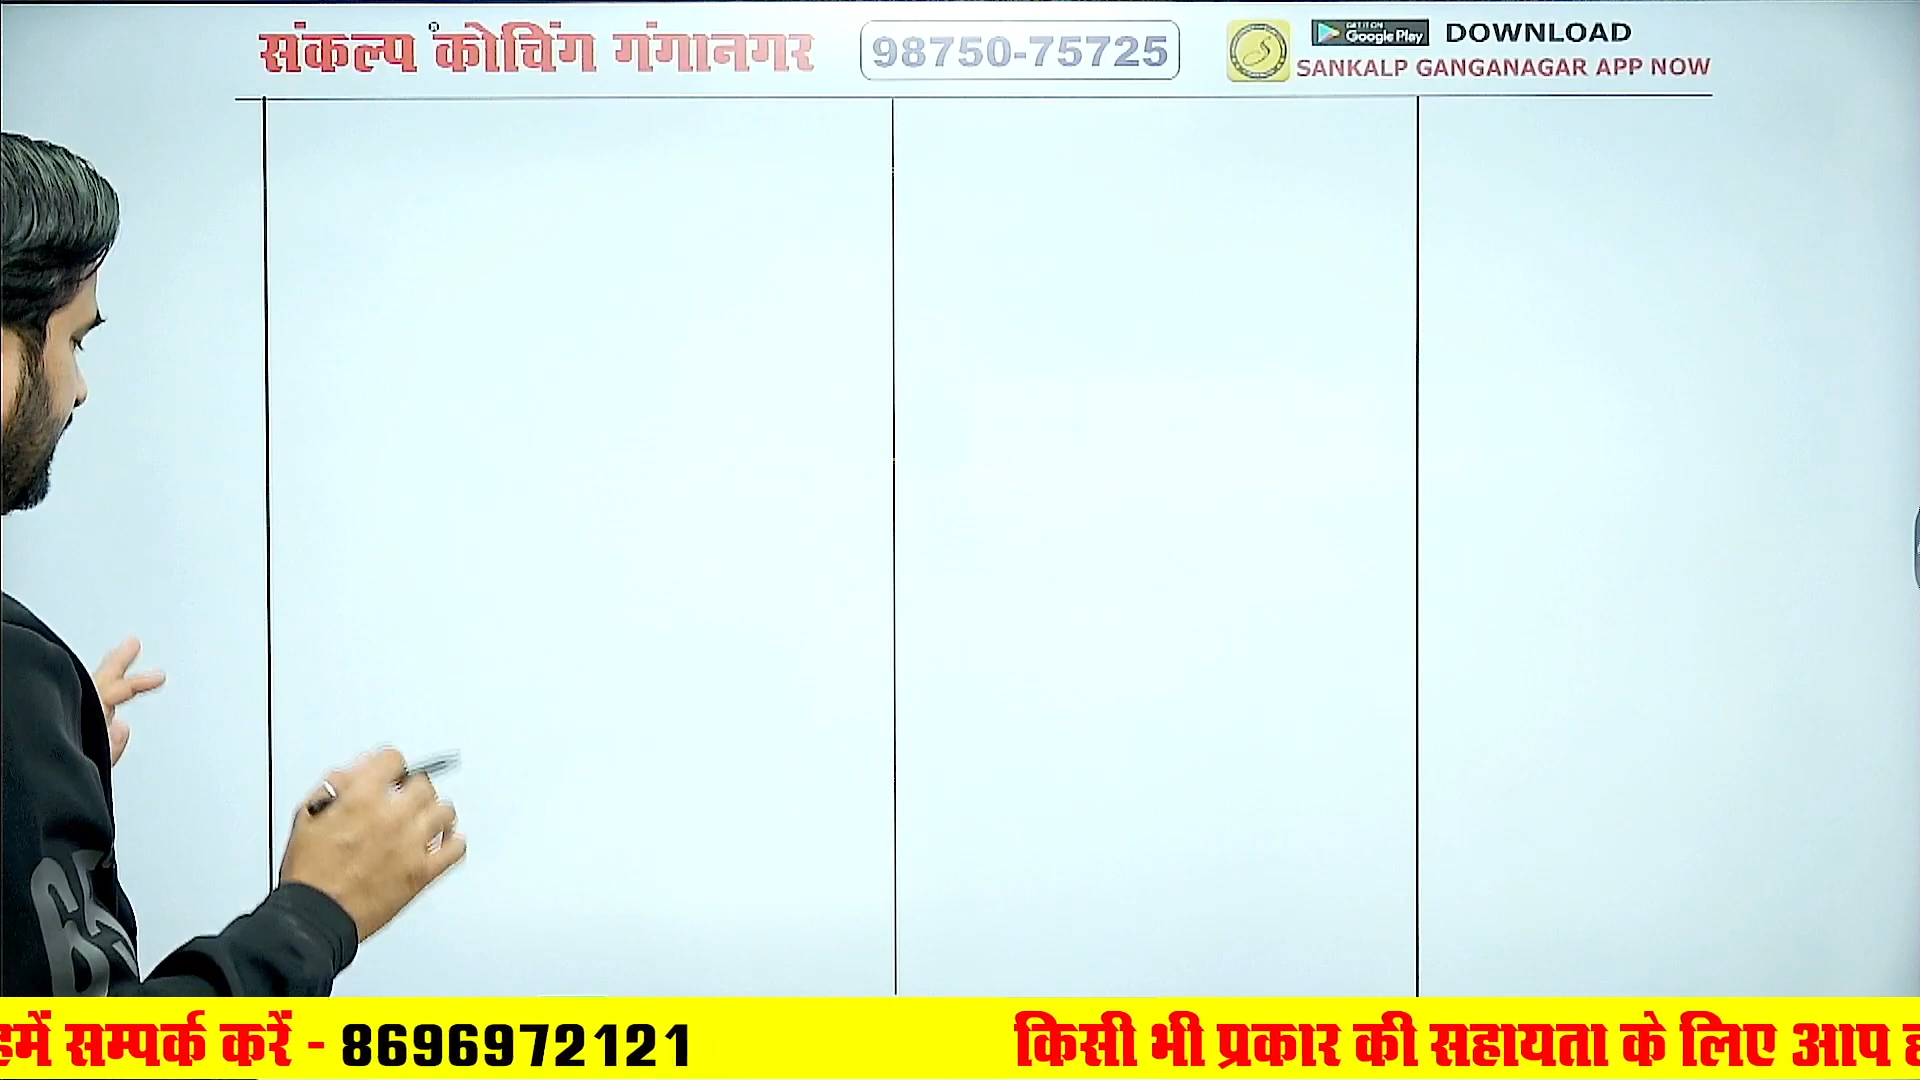 संकल्प कोचिंग गंगानगर
98750-75725
GET IT ON
Google Play
DOWNLOAD
SANKALP GANGANAGAR APP NOW
हमें सम्पर्क करें - 8696972121
किसी भी प्रकार की सहायता के लिए आप